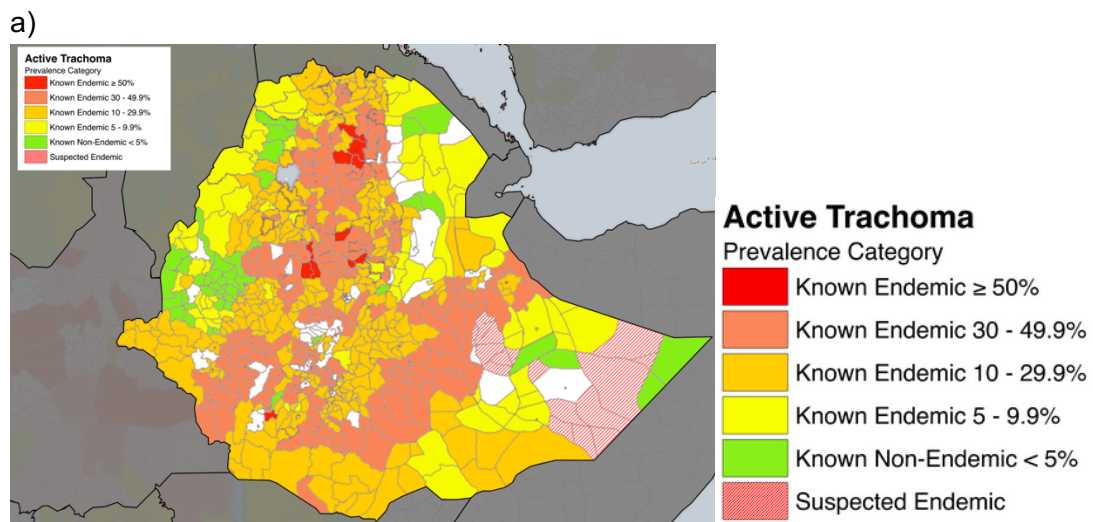 a)
Active Trachoma
Prevalence Category
Known Endemic ≥ 50%
Known Endemic 30 - 49.9%
Known Endemic 10 - 29.9%
Known Endemic 5 - 9.9%
Known Non-Endemic < 5%
Suspected Endemic
Active Trachoma
Prevalence Category
Known Endemic ≥ 50%
Known Endemic 30 - 49.9%
Known Endemic 10 - 29.9%
Known Endemic 5 - 9.9%
Known Non-Endemic < 5%
Suspected Endemic